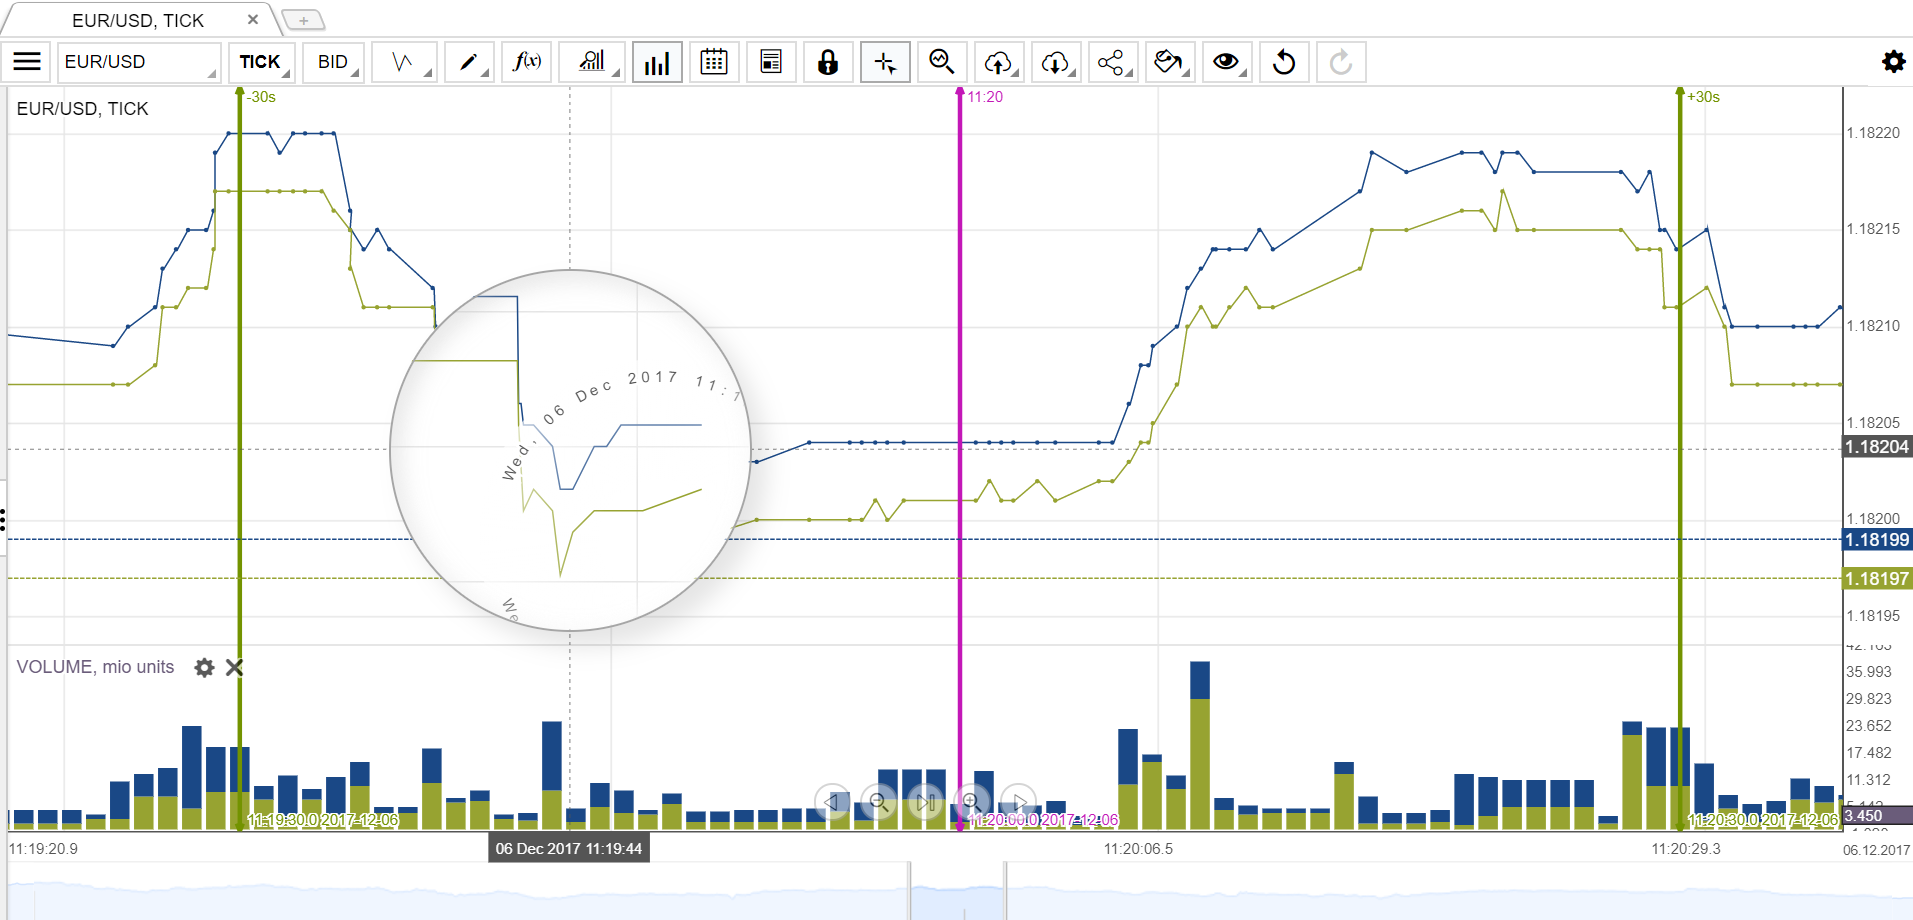 EUR/USD, TICK
EUR/USD
TICK
BID
f(x)
EUR/USD, TICK
-30s
11:20
+30s
1.18220
1.18215
1.18210
1.18205
1.18204
1.18200
1.18199
1.18197
1.18195
Wed, 06 Dec 2017 11:1
We
VOLUME, mio units
42.163
35.993
29.823
23.652
17.482
11.312
5.142
3.450
11:19:30.0 2017-12-06
11:20:00.0 2017-12-06
11:20:30.0 2017-12-06
11:19:20.9
06 Dec 2017 11:19:44
11:20:06.5
11:20:29.3
06.12.2017